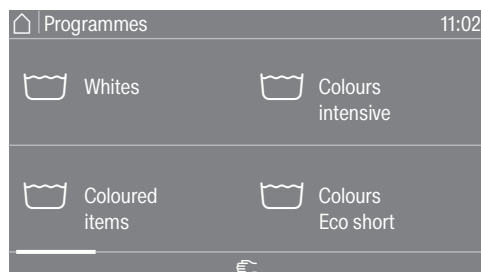 Programmes 11:02
Whites
Colours
intensive
Coloured
items
Colours
Eco short